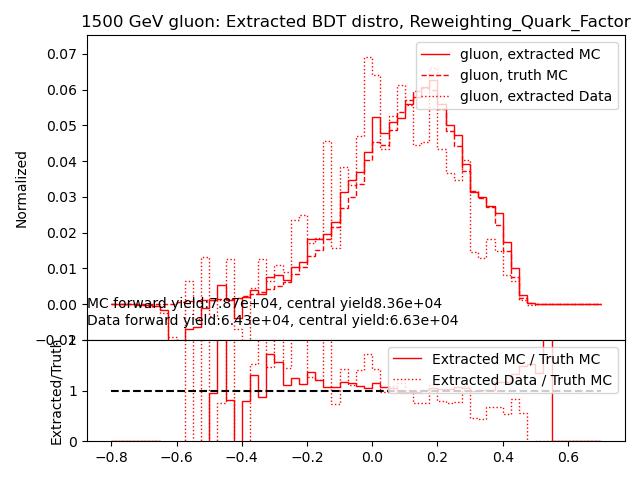 1500 GeV gluon: Extracted BDT distro, Reweighting_Quark_Factor
gluon, extracted MC
gluon, truth MC
gluon, extracted Data
Normalized
0.07
0.06
0.05
0.04
0.03
0.02
0.01
0.00
−0.01
MC forward yield:7.87e+04, central yield8.36e+04
Data forward yield:6.43e+04, central yield:6.63e+04
Extracted MC / Truth MC
Extracted Data / Truth MC
Extracted/Truth
2
1
0
−0.8 −0.6 −0.4 −0.2 0.0 0.2 0.4 0.6